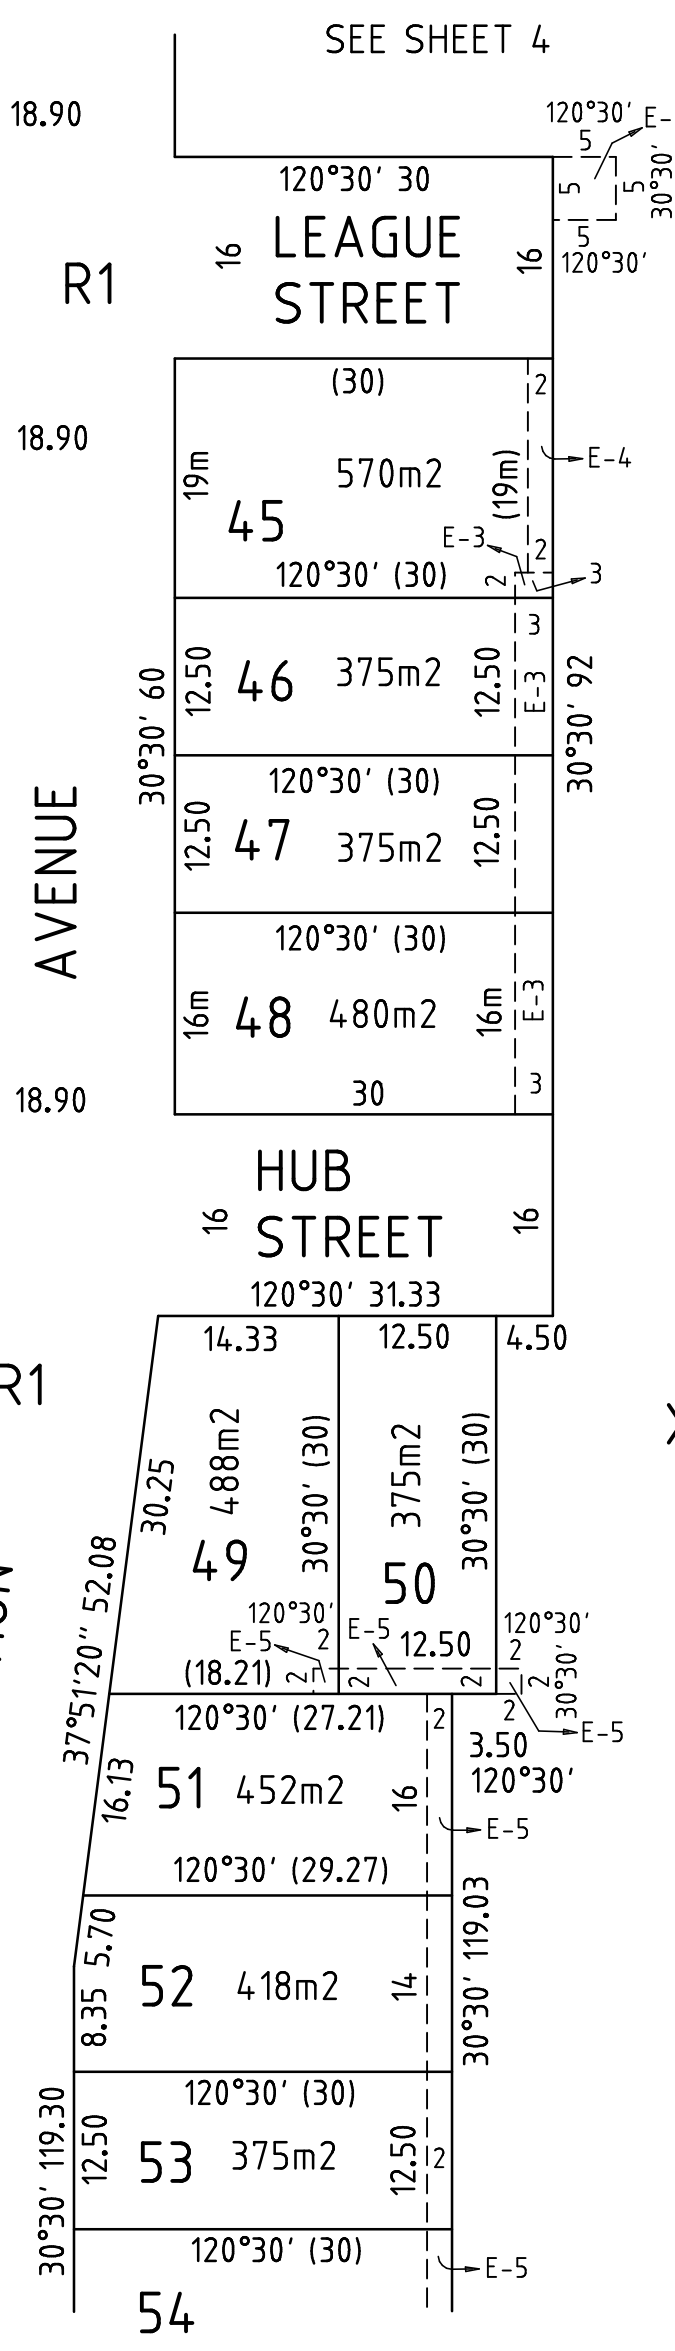 SEE SHEET 4
18.90
120°30'
E-
5
5
5
30°30'
5
120°30'
120°30' 30
16
LEAGUE
STREET
16
R1
(30)
2
18.90
19m
570m2
(19m)
E-4
45
E-3
2
2
3
120°30' (30)
3
12.50
46
375m2
12.50
E-3
30°30' 60
30°30' 92
120°30' (30)
12.50
47
375m2
12.50
AVENUE
120°30' (30)
16m
48
480m2
16m
E-3
30
3
18.90
HUB
STREET
16
16
120°30' 31.33
14.33
12.50
4.50
R1
488m2
30°30' (30)
375m2
30°30' (30)
30.25
49
50
37°51'20" 52.08
120°30'
E-5
2
E-5
12.50
120°30'
2
(18.21)
2
2
2
2
30°30'
2
E-5
120°30' (27.21)
2
3.50
120°30'
16.13
51
452m2
16
E-5
120°30' (29.27)
5.70
8.35
52
418m2
14
30°30' 119.03
120°30' (30)
30°30' 119.30
12.50
53
375m2
12.50
2
120°30' (30)
E-5
54